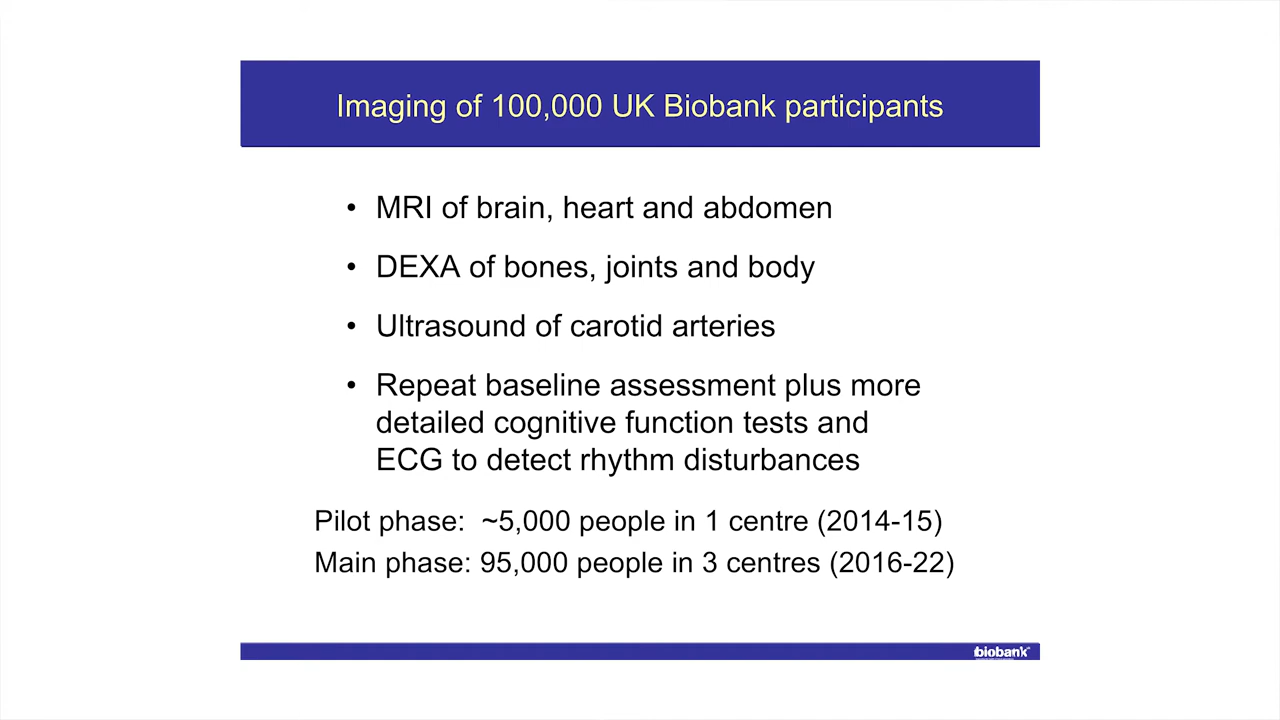 Imaging of 100,000 UK Biobank participants
• MRI of brain, heart and abdomen
• DEXA of bones, joints and body
• Ultrasound of carotid arteries
• Repeat baseline assessment plus more
detailed cognitive function tests and
ECG to detect rhythm disturbances
Pilot phase: ~5,000 people in 1 centre (2014-15)
Main phase: 95,000 people in 3 centres (2016-22)
biobank